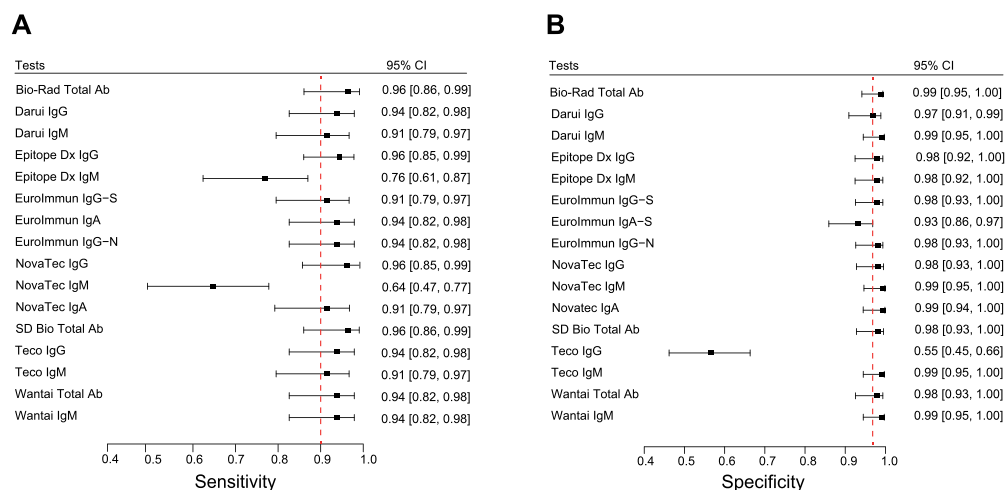 A
Tests 95% CI
Bio-Rad Total Ab 0.96 [0.86, 0.99]
Darui IgG 0.94 [0.82, 0.98]
Darui IgM 0.91 [0.79, 0.97]
Epitope Dx IgG 0.96 [0.85, 0.99]
Epitope Dx IgM 0.76 [0.61, 0.87]
EuroImmun IgG−S 0.91 [0.79, 0.97]
EuroImmun IgA 0.94 [0.82, 0.98]
EuroImmun IgG−N 0.94 [0.82, 0.98]
NovaTec IgG 0.96 [0.85, 0.99]
NovaTec IgM 0.64 [0.47, 0.77]
NovaTec IgA 0.91 [0.79, 0.97]
SD Bio Total Ab 0.96 [0.86, 0.99]
Teco IgG 0.94 [0.82, 0.98]
Teco IgM 0.91 [0.79, 0.97]
Wantai Total Ab 0.94 [0.82, 0.98]
Wantai IgM 0.94 [0.82, 0.98]
0.4 0.5 0.6 0.7 0.8 0.9 1.0
Sensitivity
B
Tests 95% CI
Bio-Rad Total Ab 0.99 [0.95, 1.00]
Darui IgG 0.97 [0.91, 0.99]
Darui IgM 0.99 [0.95, 1.00]
Epitope Dx IgG 0.98 [0.92, 1.00]
Epitope Dx IgM 0.98 [0.92, 1.00]
EuroImmun IgG−S 0.98 [0.93, 1.00]
EuroImmun IgA−S 0.93 [0.86, 0.97]
EuroImmun IgG−N 0.98 [0.93, 1.00]
NovaTec IgG 0.98 [0.93, 1.00]
NovaTec IgM 0.99 [0.95, 1.00]
Novatec IgA 0.99 [0.94, 1.00]
SD Bio Total Ab 0.98 [0.93, 1.00]
Teco IgG 0.55 [0.45, 0.66]
Teco IgM 0.99 [0.95, 1.00]
Wantai Total Ab 0.98 [0.93, 1.00]
Wantai IgM 0.99 [0.95, 1.00]
0.4 0.5 0.6 0.7 0.8 0.9 1.0
Specificity